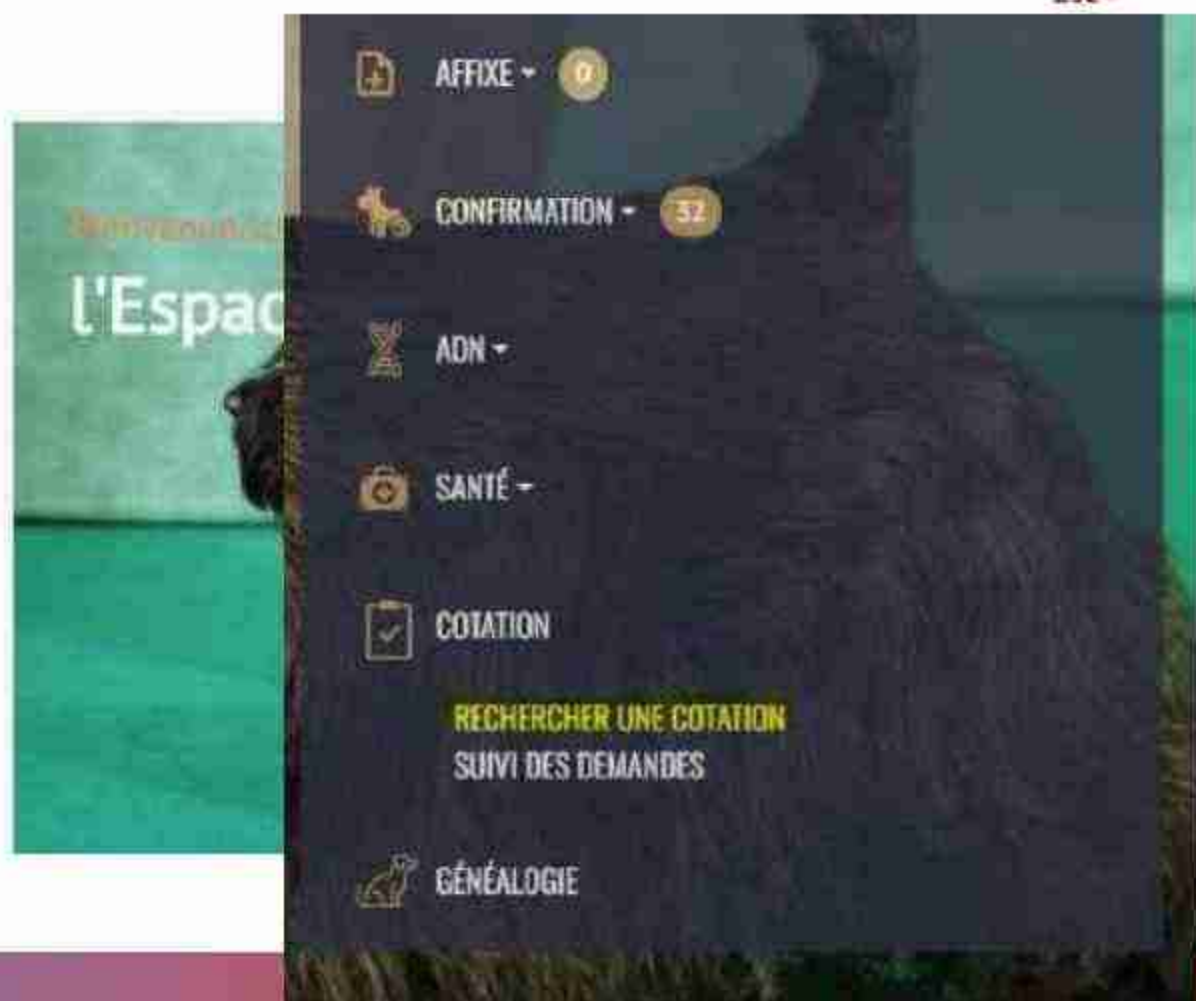 AFFIXE
0
CONFIRMATION
32
l'Espac
ADN
SANTÉ
COTATION
RECHERCHER UNE COTATION
SUIVI DES DEMANDES
GÉNÉALOGIE